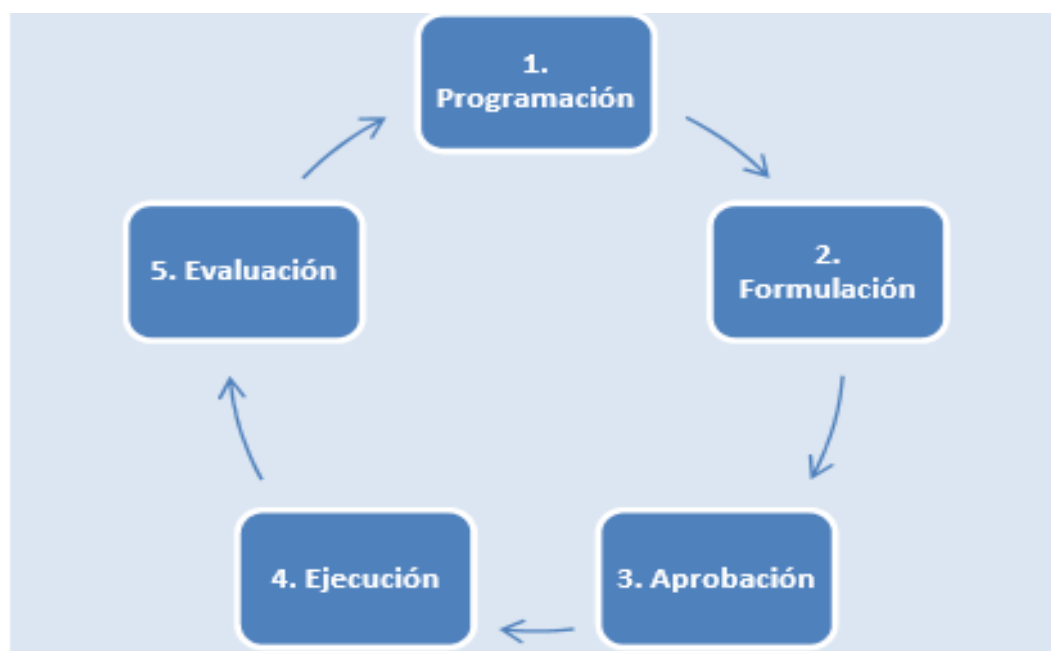 1.
Programación
2.
Formulación
3. Aprobación
4. Ejecución
5. Evaluación